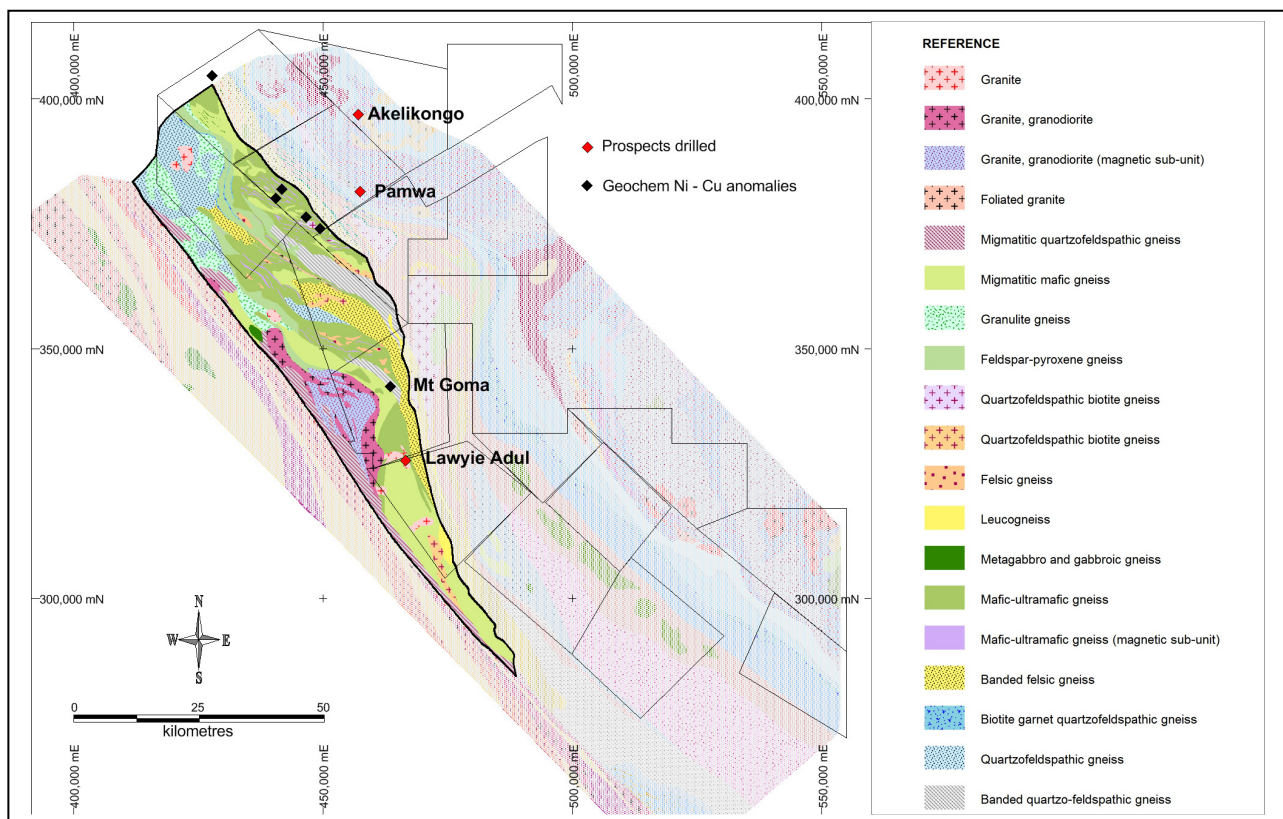 400,000 mE
450,000 mE
500,000 mE
550,000 mE
400,000 mN
400,000 mN
Akelikongo
Prospects drilled
Pamwa
Geochem Ni - Cu anomalies
350,000 mN
350,000 mN
Mt Goma
Lawyie Adul
300,000 mN
300,000 mN
N
W
E
S
0
25
50
kilometres
400,000 mE
450,000 mE
500,000 mE
550,000 mE
REFERENCE
Granite
Granite, granodiorite
Granite, granodiorite (magnetic sub-unit)
Foliated granite
Migmatitic quartzofeldspathic gneiss
Migmatitic mafic gneiss
Granulite gneiss
Feldspar-pyroxene gneiss
Quartzofeldspathic biotite gneiss
Quartzofeldspathic biotite gneiss
Felsic gneiss
Leucogneiss
Metagabbro and gabbroic gneiss
Mafic-ultramafic gneiss
Mafic-ultramafic gneiss (magnetic sub-unit)
Banded felsic gneiss
Biotite garnet quartzofeldspathic gneiss
Quartzofeldspathic gneiss
Banded quartzo-feldspathic gneiss